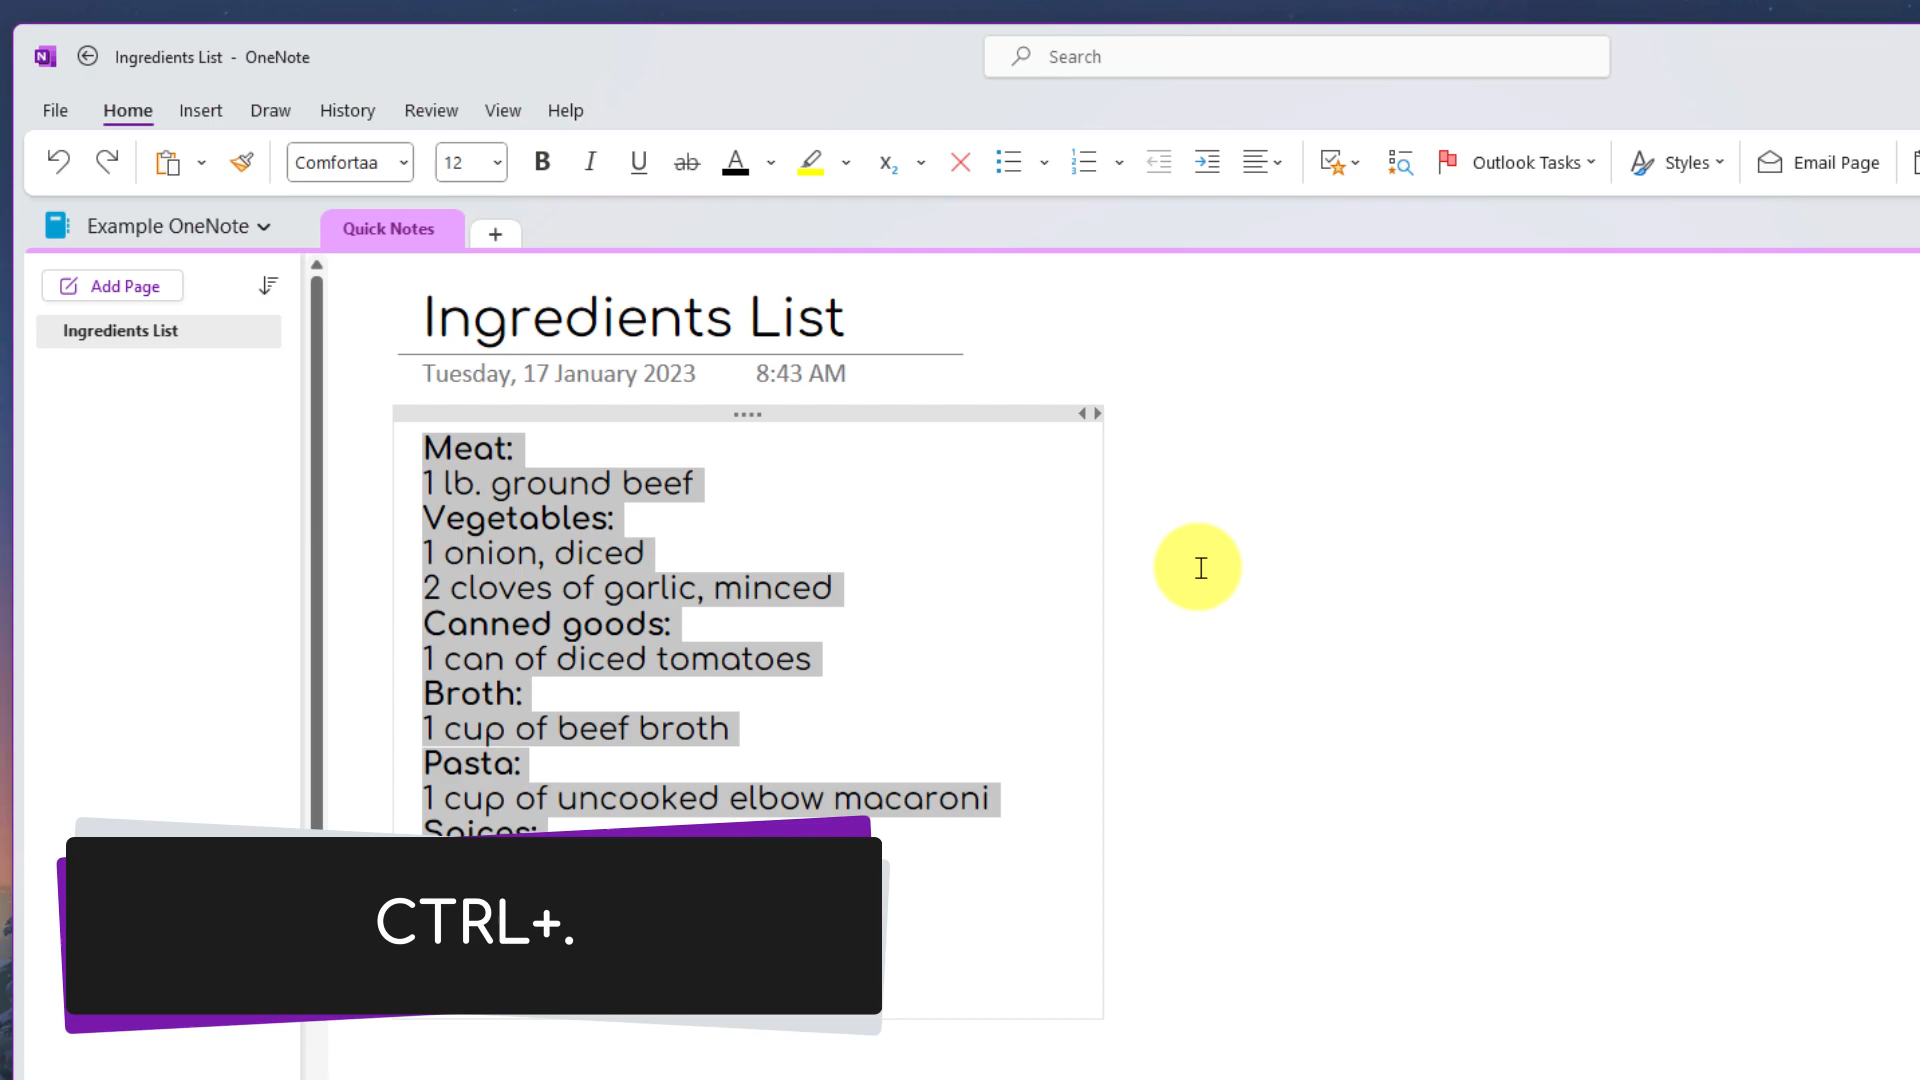 Ingredients List - OneNote
Search
File Home Insert Draw History Review View Help
Comfortaa 12 B I U ab A X2 Outlook Tasks Styles Email Page
Example OneNote Quick Notes +
Add Page
Ingredients List
Ingredients List
Tuesday, 17 January 2023 8:43 AM
Meat:
1 lb. ground beef
Vegetables:
1 onion, diced
2 cloves of garlic, minced
Canned goods:
1 can of diced tomatoes
Broth:
1 cup of beef broth
Pasta:
1 cup of uncooked elbow macaroni
Spices:
CTRL+.